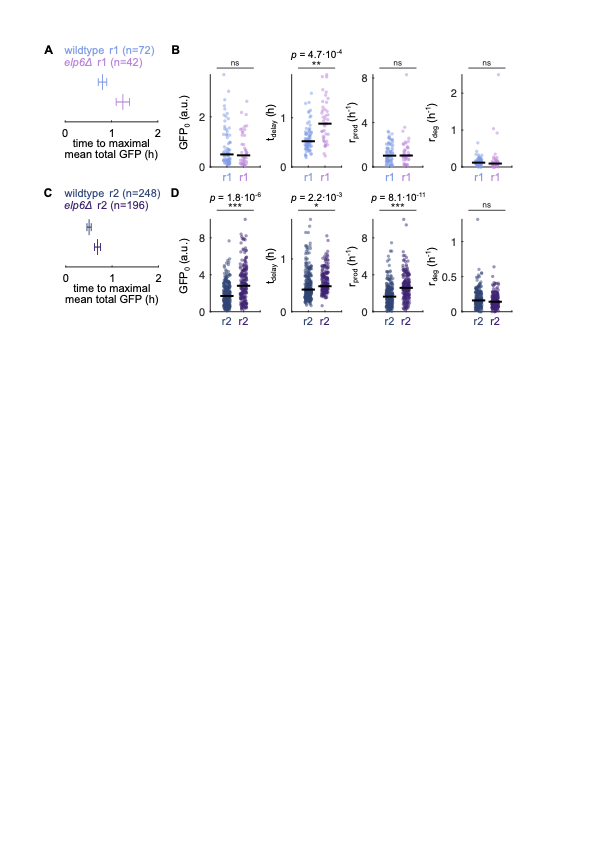 A
wildtype r1 (n=72)
elp6Δ r1 (n=42)
0 1 2
time to maximal
mean total GFP (h)
B
ns
GFP0 (a.u.)
2
0
r1 r1
p = 4.7·10-4
**
tdelay (h)
1
0
r1 r1
ns
rprod (h-1)
8
4
0
r1 r1
ns
rdeg (h-1)
2
1
0
r1 r1
C
wildtype r2 (n=248)
elp6Δ r2 (n=196)
0 1 2
time to maximal
mean total GFP (h)
D
p = 1.8·10-6
***
GFP0 (a.u.)
8
4
0
r2 r2
p = 2.2·10-3
*
tdelay (h)
1
0
r2 r2
p = 8.1·10-11
***
rprod (h-1)
8
4
0
r2 r2
ns
rdeg (h-1)
1
0.5
0
r2 r2